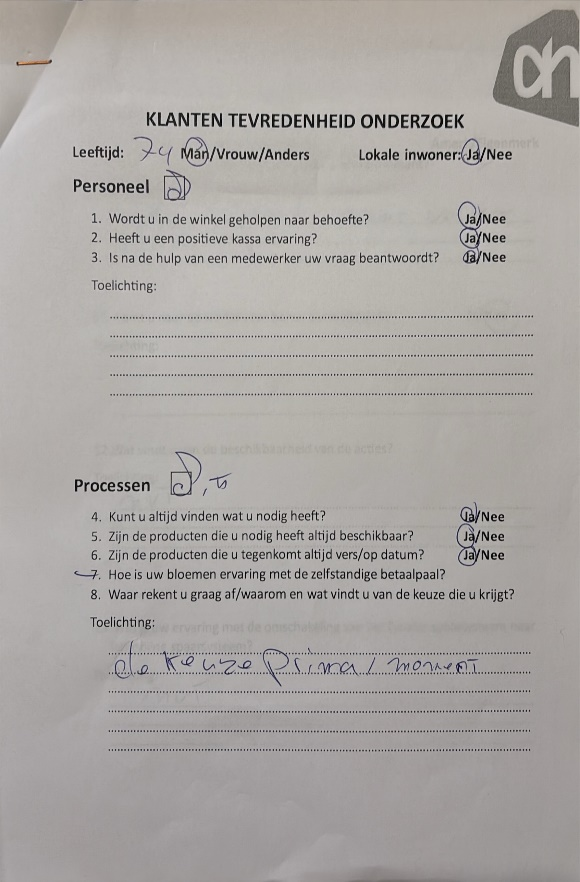 ah
KLANTEN TEVREDENHEID ONDERZOEK
Leeftijd: 74 Man/Vrouw/Anders Lokale inwoner: Ja/Nee
Personeel
1. Wordt u in de winkel geholpen naar behoefte? Ja/Nee
2. Heeft u een positieve kassa ervaring? Ja/Nee
3. Is na de hulp van een medewerker uw vraag beantwoordt? Ja/Nee
Toelichting:
Processen
4. Kunt u altijd vinden wat u nodig heeft? Ja/Nee
5. Zijn de producten die u nodig heeft altijd beschikbaar? Ja/Nee
6. Zijn de producten die u tegenkomt altijd vers/op datum? Ja/Nee
7. Hoe is uw bloemen ervaring met de zelfstandige betaalpaal?
8. Waar rekent u graag af/waarom en wat vindt u van de keuze die u krijgt?
Toelichting:
de keuze prima / moment